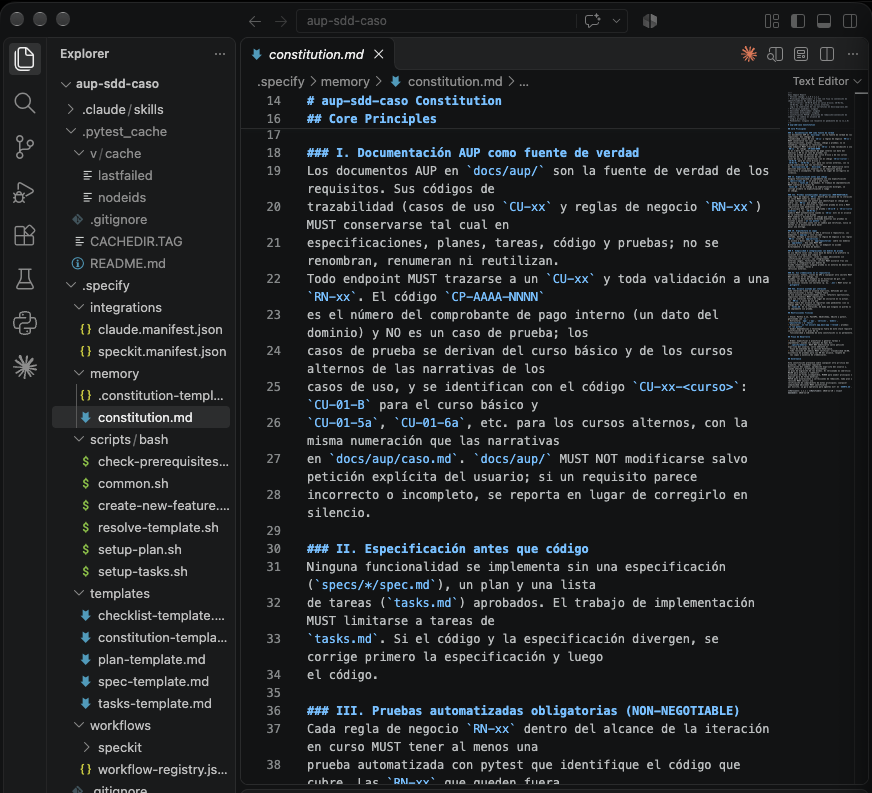 aup-sdd-caso
Explorer
...
aup-sdd-caso
.claude/skills
.pytest_cache
v/cache
lastfailed
nodeids
.gitignore
CACHEDIR.TAG
README.md
.specify
integrations
claude.manifest.json
speckit.manifest.json
memory
.constitution-templ...
constitution.md
scripts/bash
check-prerequisites...
common.sh
create-new-feature....
resolve-template.sh
setup-plan.sh
setup-tasks.sh
templates
checklist-template....
constitution-templa...
plan-template.md
spec-template.md
tasks-template.md
workflows
speckit
workflow-registry.js...
.gitignore
constitution.md
.specify > memory > constitution.md > ...
Text Editor
14 # aup-sdd-caso Constitution
16 ## Core Principles
17
18 ### I. Documentación AUP como fuente de verdad
19 Los documentos AUP en `docs/aup/` son la fuente de verdad de los
requisitos. Sus códigos de
20 trazabilidad (casos de uso `CU-xx` y reglas de negocio `RN-xx`)
MUST conservarse tal cual en
21 especificaciones, planes, tareas, código y pruebas; no se
renombran, renumeran ni reutilizan.
22 Todo endpoint MUST trazarse a un `CU-xx` y toda validación a una
`RN-xx`. El código `CP-AAAA-NNNN`
23 es el número del comprobante de pago interno (un dato del
dominio) y NO es un caso de prueba; los
24 casos de prueba se derivan del curso básico y de los cursos
alternos de las narrativas de los
25 casos de uso, y se identifican con el código `CU-xx-<curso>`:
`CU-01-B` para el curso básico y
26 `CU-01-5a`, `CU-01-6a`, etc. para los cursos alternos, con la
misma numeración que las narrativas
27 en `docs/aup/caso.md`. `docs/aup/` MUST NOT modificarse salvo
petición explícita del usuario; si un requisito parece
28 incorrecto o incompleto, se reporta en lugar de corregirlo en
silencio.
29
30 ### II. Especificación antes que código
31 Ninguna funcionalidad se implementa sin una especificación
(`specs/*/spec.md`), un plan y una lista
32 de tareas (`tasks.md`) aprobados. El trabajo de implementación
MUST limitarse a tareas de
33 `tasks.md`. Si el código y la especificación divergen, se
corrige primero la especificación y luego
34 el código.
35
36 ### III. Pruebas automatizadas obligatorias (NON-NEGOTIABLE)
37 Cada regla de negocio `RN-xx` dentro del alcance de la iteración
en curso MUST tener al menos una
38 prueba automatizada con pytest que identifique el código que
cubre. Las `RN-xx` que queden fuera